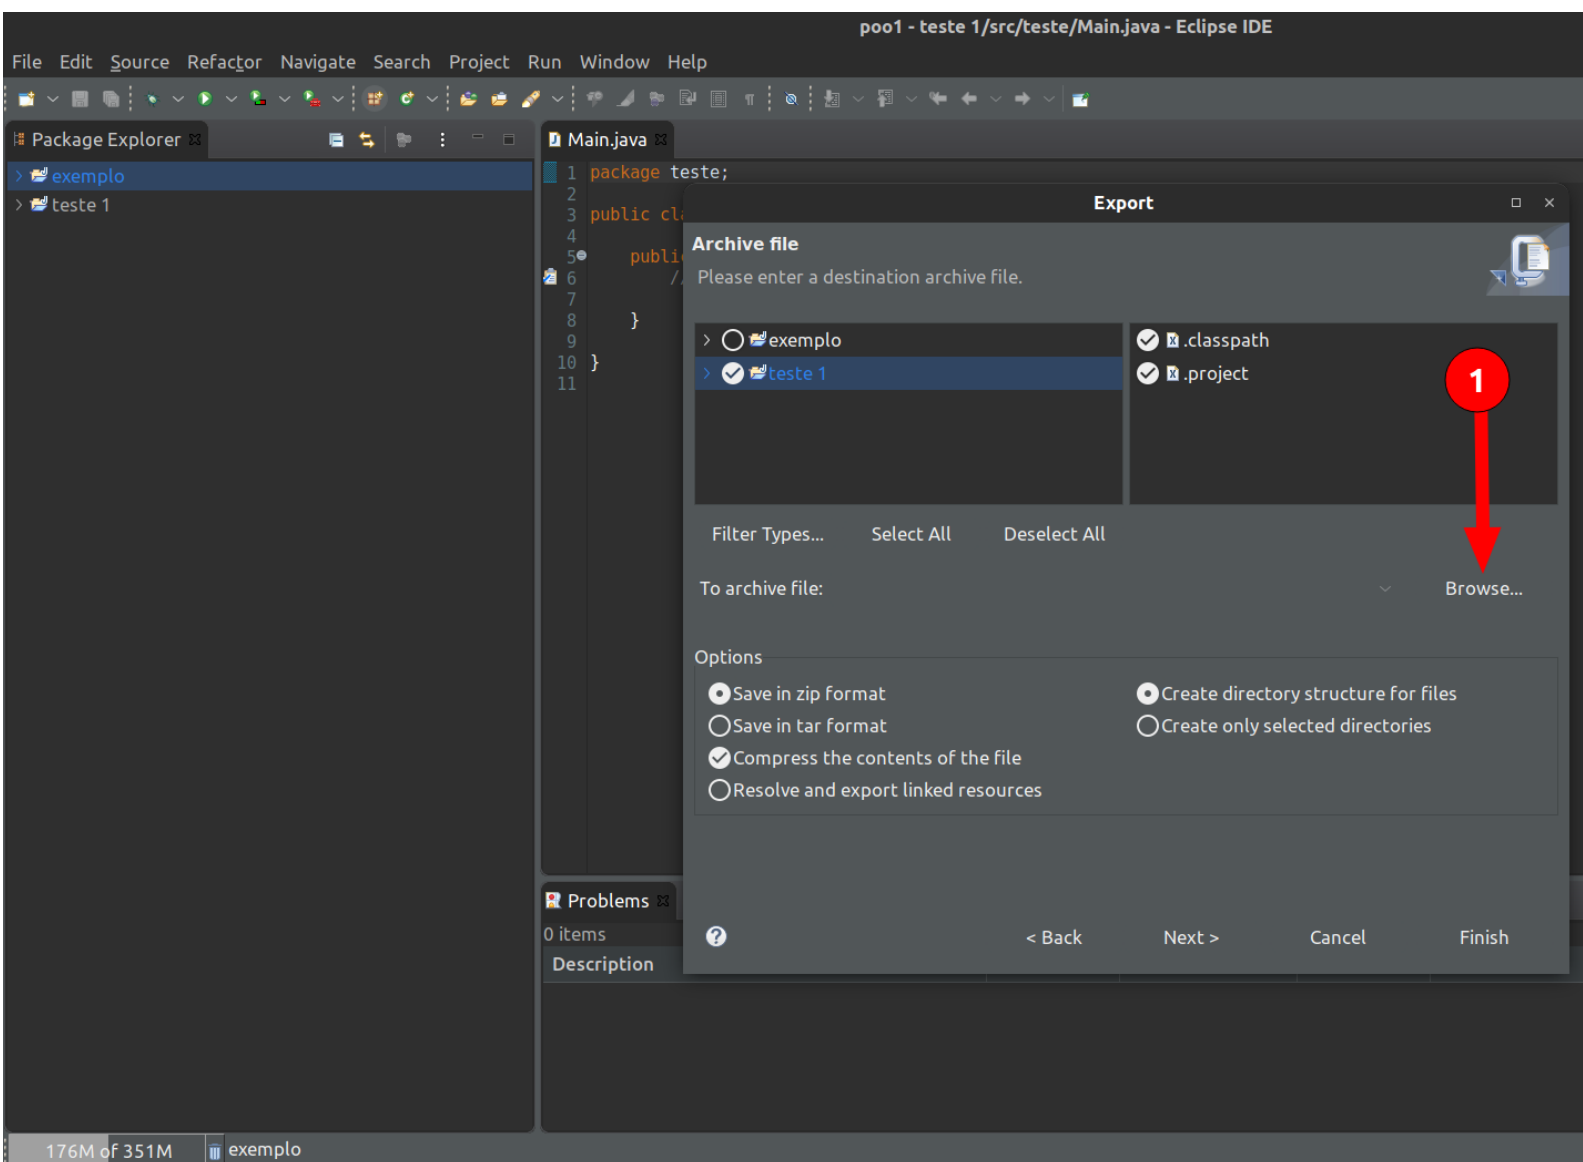 poo1 - teste 1/src/teste/Main.java - Eclipse IDE
File Edit Source Refactor Navigate Search Project Run Window Help
Package Explorer
exemplo
teste 1
Main.java
1 package teste;
2
3 public cla
4
5 publi
6 //
7
8 }
9
10 }
11
Export
Archive file
Please enter a destination archive file.
exemplo
teste 1
.classpath
.project
1
Filter Types... Select All Deselect All
To archive file: Browse...
Options
Save in zip format
Save in tar format
Compress the contents of the file
Resolve and export linked resources
Create directory structure for files
Create only selected directories
< Back Next > Cancel Finish
Problems
0 items
Description
176M of 351M exemplo